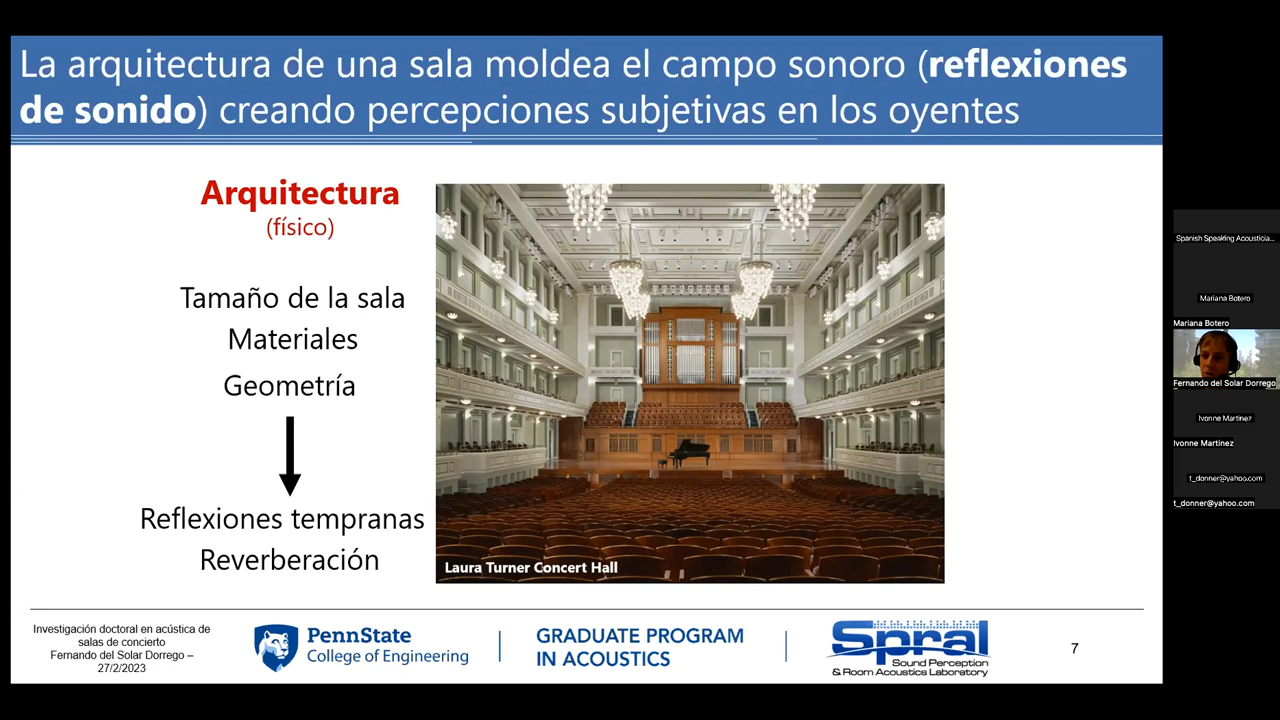 La arquitectura de una sala moldea el campo sonoro (reflexiones
de sonido) creando percepciones subjetivas en los oyentes
Arquitectura
(físico)
Tamaño de la sala
Materiales
Geometría
Reflexiones tempranas
Reverberación
Laura Turner Concert Hall
Investigación doctoral en acústica de
salas de concierto
Fernando del Solar Dorrego –
27/2/2023
PennState
College of Engineering
GRADUATE PROGRAM
IN ACOUSTICS
Spral
Sound Perception
& Room Acoustics Laboratory
7
Spanish Speaking Acousticia...
Mariana Botero
Mariana Botero
Fernando del Solar Dorrego
Ivonne Martinez
Ivonne Martinez
t_donner@yahoo.com
t_donner@yahoo.com